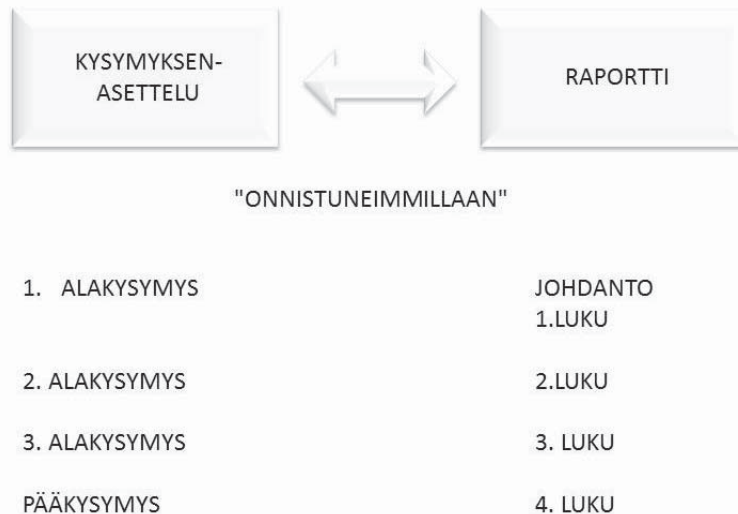 KYSYMYKSEN-
ASETTELU
RAPORTTI
"ONNISTUNEIMMILLAAN"
1. ALAKYSYMYS
JOHDANTO
1.LUKU
2. ALAKYSYMYS
2.LUKU
3. ALAKYSYMYS
3. LUKU
PÄÄKYSYMYS
4. LUKU